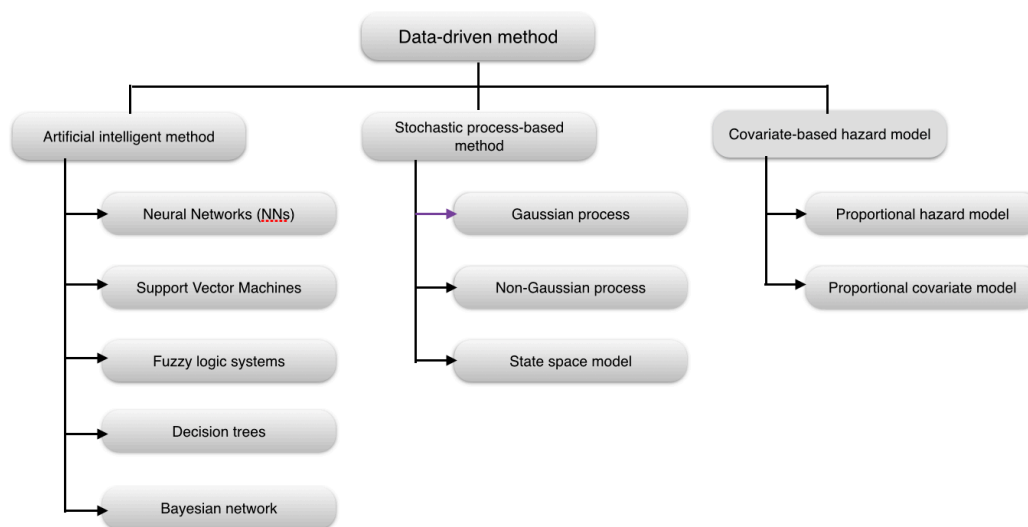 Data-driven method
Artificial intelligent method
Stochastic process-based
method
Covariate-based hazard model
Neural Networks (NNs)
Gaussian process
Proportional hazard model
Support Vector Machines
Non-Gaussian process
Proportional covariate model
Fuzzy logic systems
State space model
Decision trees
Bayesian network